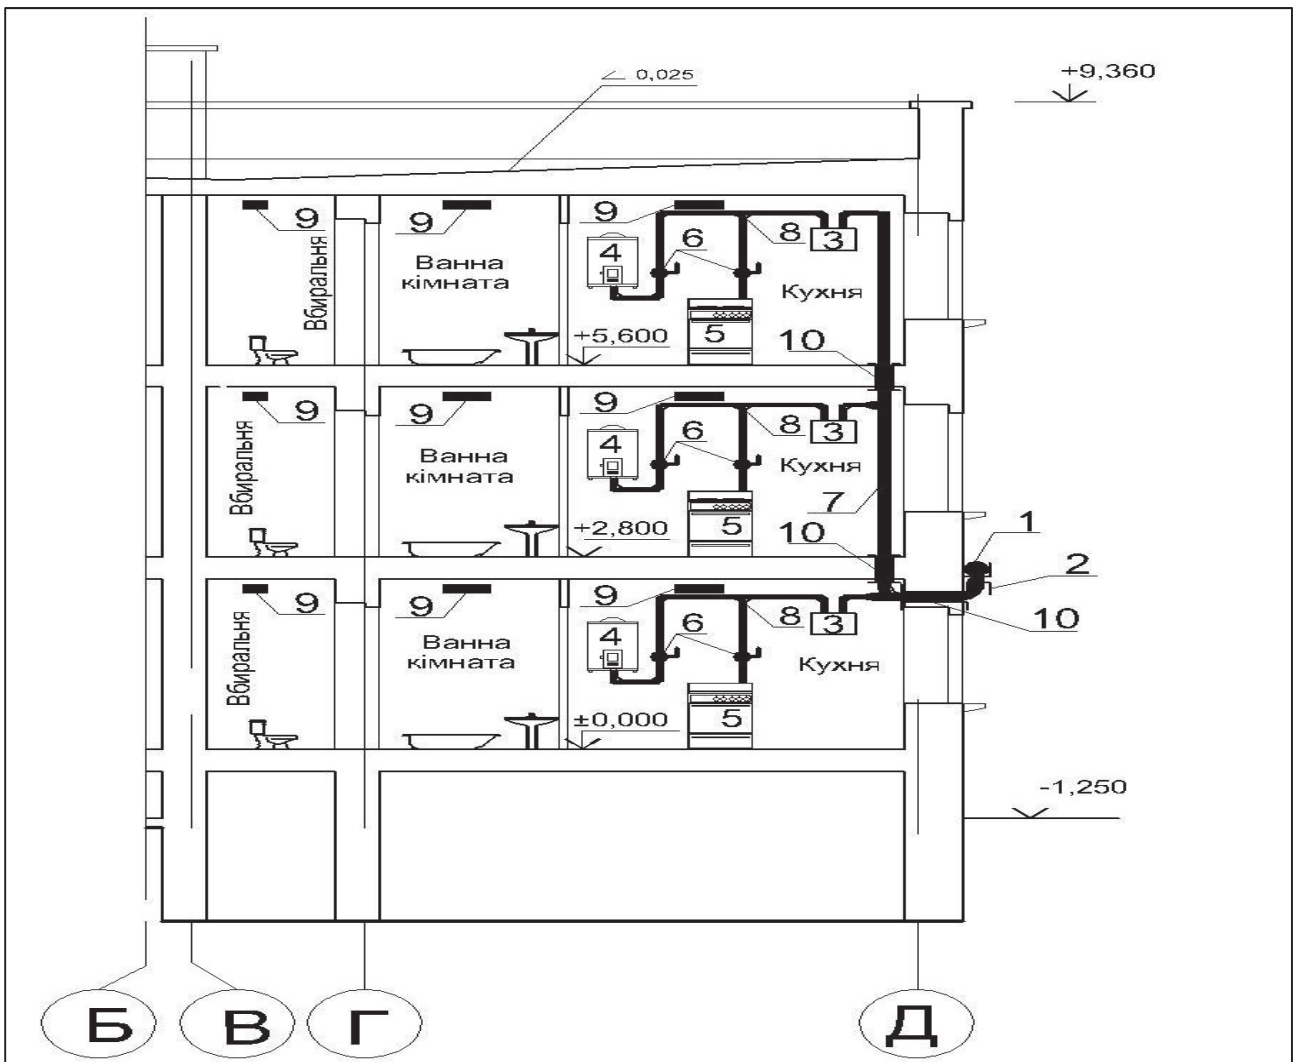 ∠ 0,025
+9,360
9
9
9
8
3
6
4
Вбиральня
Ванна
кімната
Кухня
+5,600
5
10
9
9
9
8
3
6
4
Вбиральня
Ванна
кімната
Кухня
7
+2,800
5
10
1
2
9
9
9
8
3
10
6
4
Вбиральня
Ванна
кімната
Кухня
±0,000
5
-1,250
Б
В
Г
Д